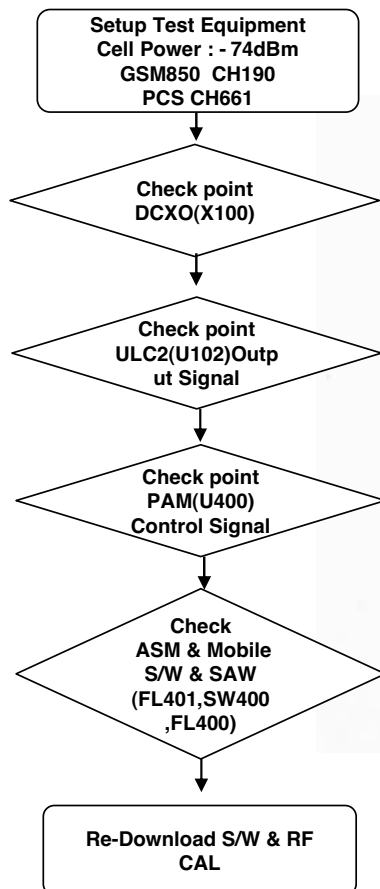 Setup Test Equipment
Cell Power : - 74dBm
GSM850 CH190
PCS CH661
Check point
DCXO(X100)
Check point
ULC2(U102)Outp
ut Signal
Check point
PAM(U400)
Control Signal
Check
ASM & Mobile
S/W & SAW
(FL401,SW400
,FL400)
Re-Download S/W & RF
CAL